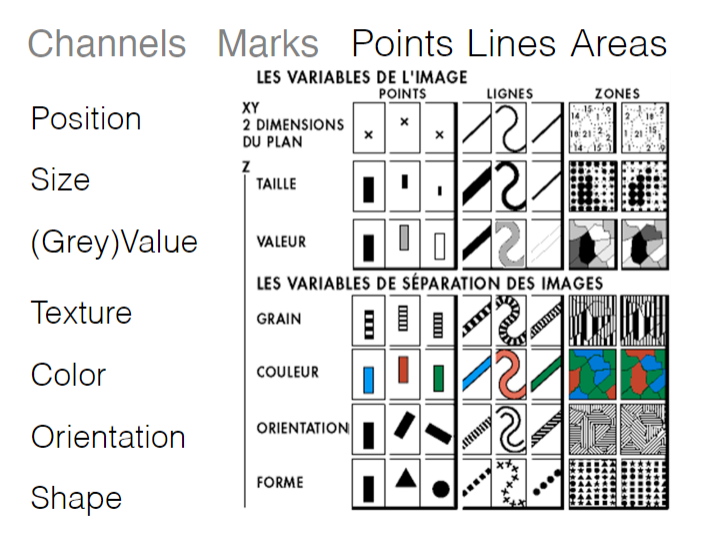 Channels Marks Points Lines Areas
LES VARIABLES DE L'IMAGE
POINTS LIGNES ZONES
Position
XY
2 DIMENSIONS
DU PLAN
Z
Size
TAILLE
(Grey)Value
VALEUR
LES VARIABLES DE SÉPARATION DES IMAGES
Texture
GRAIN
Color
COULEUR
Orientation
ORIENTATION
Shape
FORME